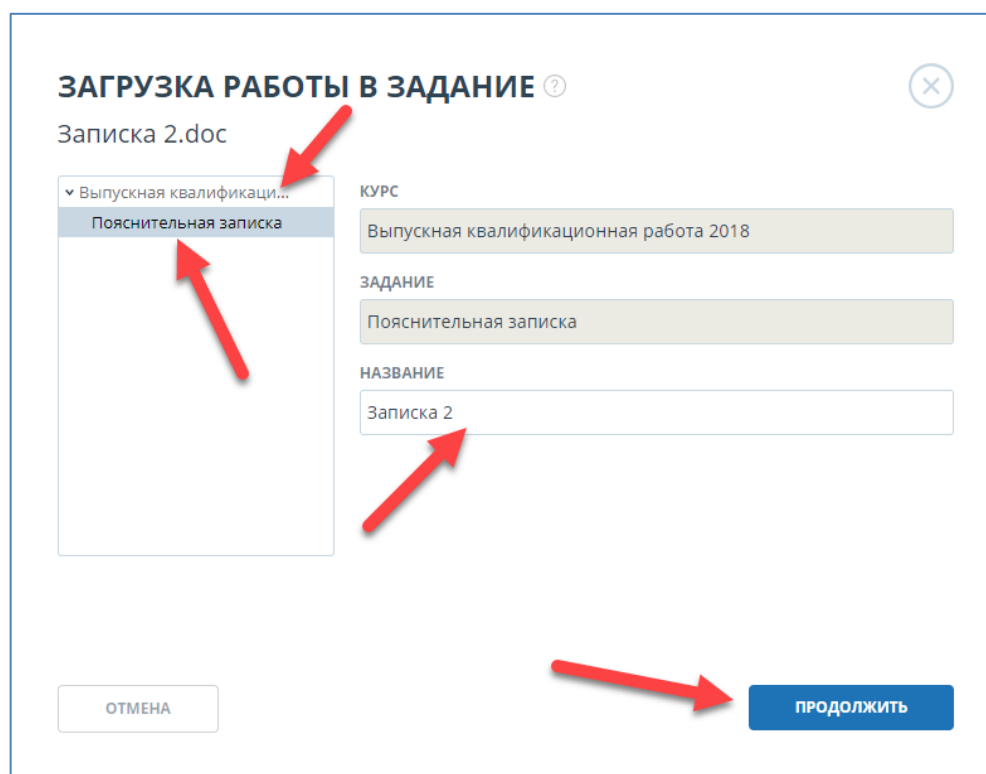 ЗАГРУЗКА РАБОТЫ В ЗАДАНИЕ ?
Записка 2.doc
Выпускная квалификаци...
Пояснительная записка
КУРС
Выпускная квалификационная работа 2018
ЗАДАНИЕ
Пояснительная записка
НАЗВАНИЕ
Записка 2
ОТМЕНА
ПРОДОЛЖИТЬ